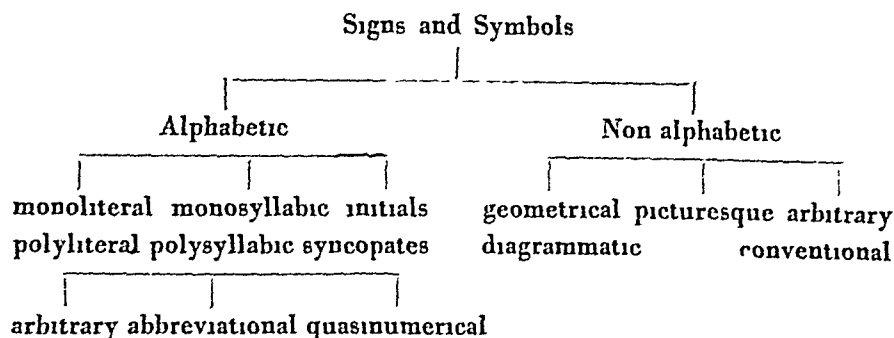 Signs and Symbols
Alphabetic Non alphabetic
monoliteral monosyllabic initials geometrical picturesque arbitrary
polyliteral polysyllabic syncopates diagrammatic conventional
arbitrary abbreviational quasinumerical